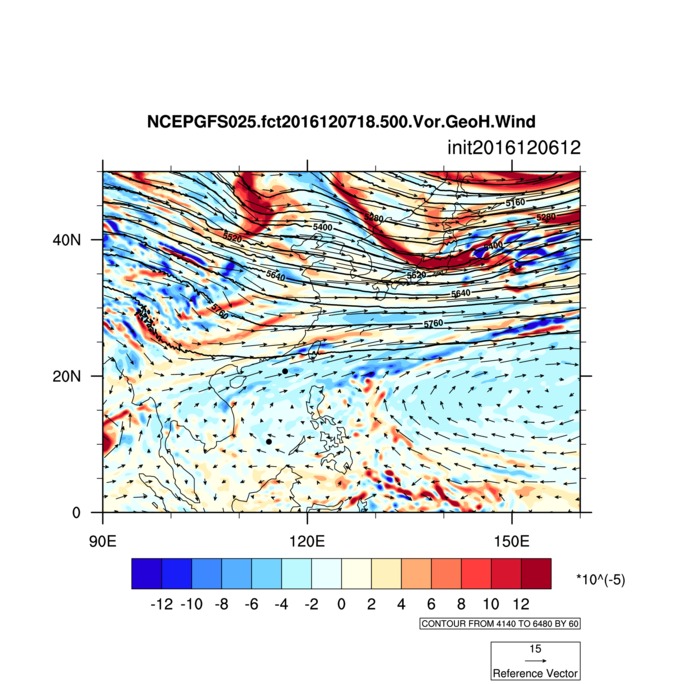 NCEPGFS025.fct2016120718.500.Vor.GeoH.Wind
init2016120612
5160
5280
5280
5400
5520
5400
5640
5520
5640
5760
5760
40N
20N
0
90E 120E 150E
-12 -10 -8 -6 -4 -2 0 2 4 6 8 10 12
*10^(-5)
CONTOUR FROM 4140 TO 6480 BY 60
15
Reference Vector